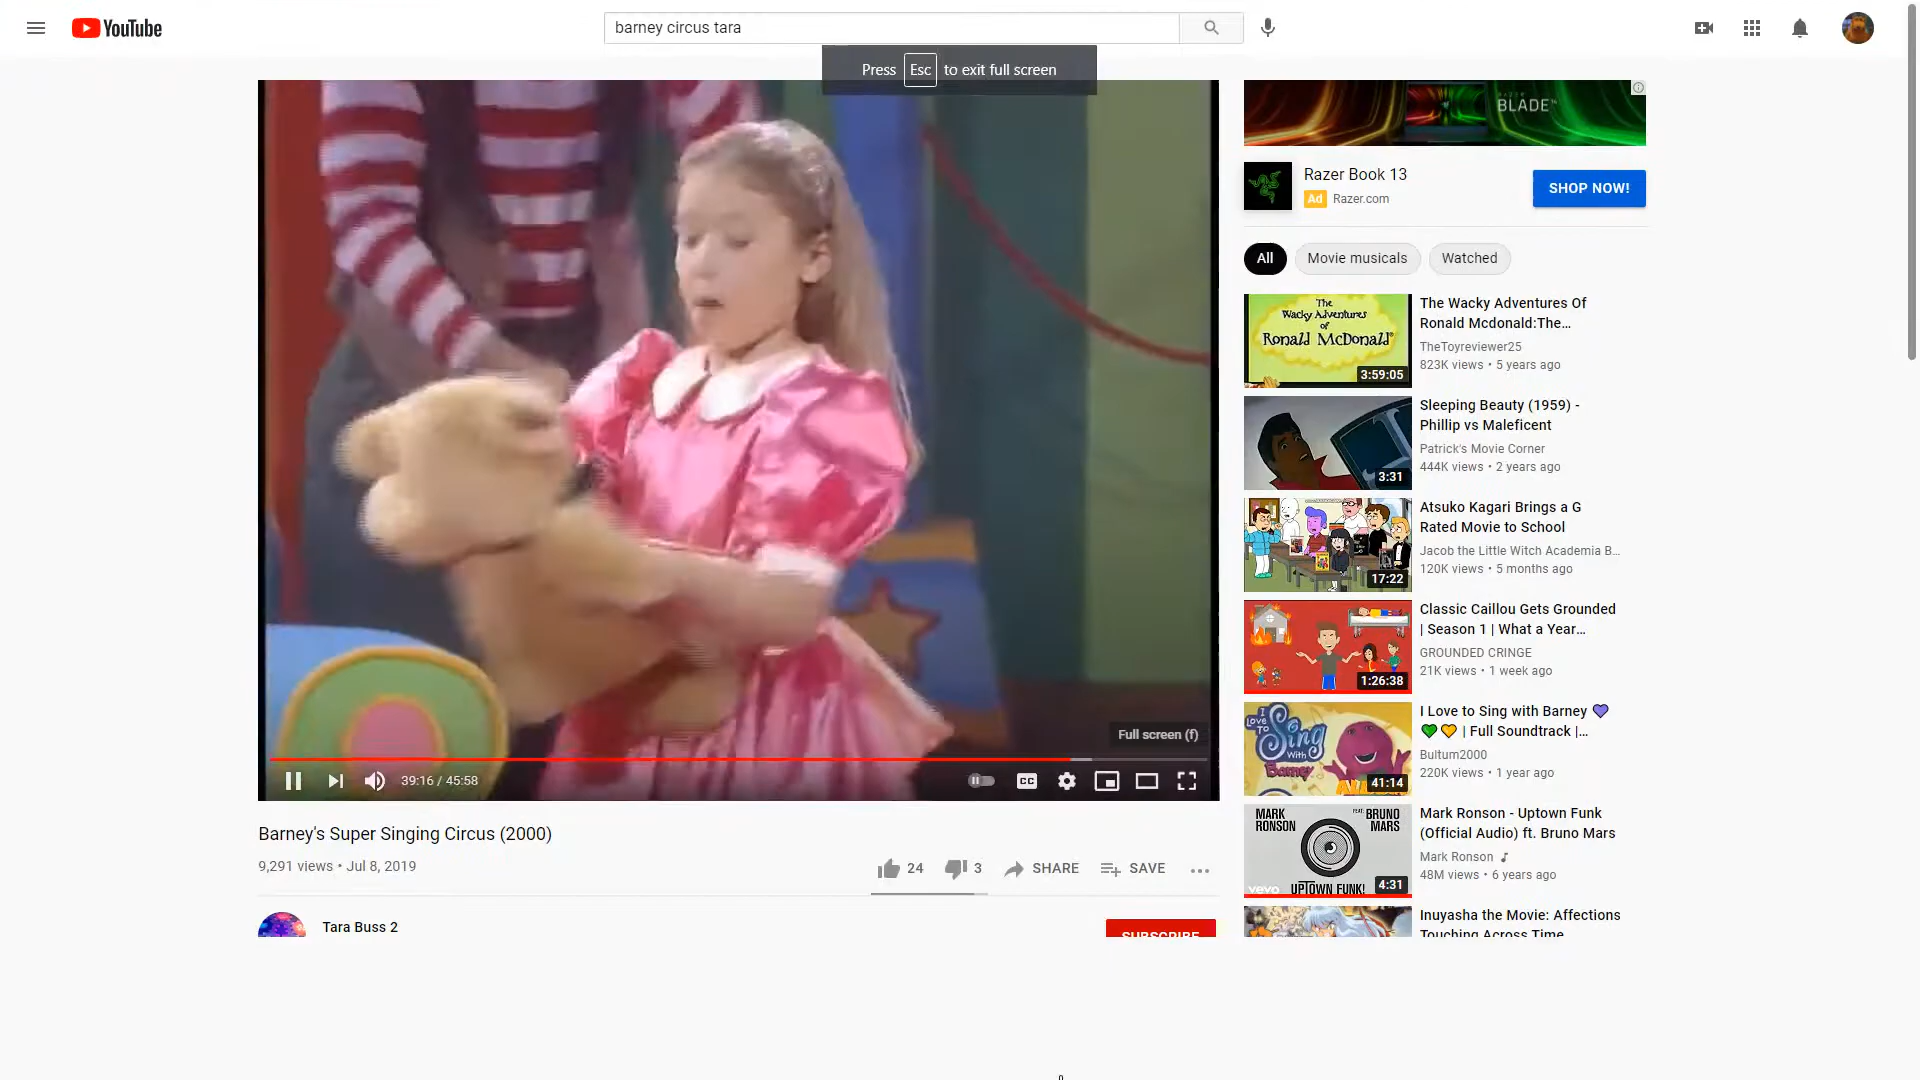 YouTube
barney circus tara
Press Esc to exit full screen
BLADE
Razer Book 13
Ad Razer.com
SHOP NOW!
All
Movie musicals
Watched
The
Wacky Adventures
of
Ronald McDonald
3:59:05
The Wacky Adventures Of
Ronald Mcdonald:The...
TheToyreviewer25
823K views • 5 years ago
3:31
Sleeping Beauty (1959) -
Phillip vs Maleficent
Patrick's Movie Corner
444K views • 2 years ago
17:22
Atsuko Kagari Brings a G
Rated Movie to School
Jacob the Little Witch Academia B...
120K views • 5 months ago
1:26:38
Classic Caillou Gets Grounded
| Season 1 | What a Year...
GROUNDED CRINGE
21K views • 1 week ago
I LOVE TO
Sing
With
Barney
41:14
I Love to Sing with Barney 💜
💚💛 | Full Soundtrack |...
Bultum2000
220K views • 1 year ago
MARK
RONSON
FEAT. BRUNO
MARS
UPTOWN FUNK!
vevo
4:31
Mark Ronson - Uptown Funk
(Official Audio) ft. Bruno Mars
Mark Ronson ♪
48M views • 6 years ago
Inuyasha the Movie: Affections
Touching Across Time
Full screen (f)
39:16 / 45:58
CC
Barney's Super Singing Circus (2000)
9,291 views • Jul 8, 2019
24
3
SHARE
SAVE
Tara Buss 2
SUBSCRIBE